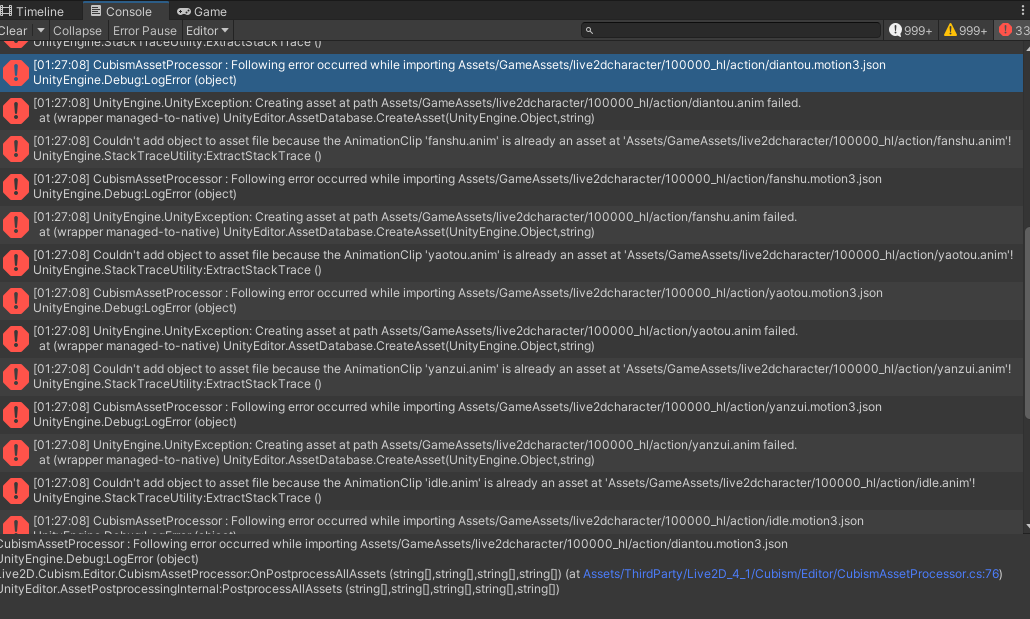 Timeline Console Game
Clear Collapse Error Pause Editor 999+ 999+ 33
UnityEngine.StackTraceUtility:ExtractStackTrace ()
[01:27:08] CubismAssetProcessor : Following error occurred while importing Assets/GameAssets/live2dcharacter/100000_hl/action/diantou.motion3.json
UnityEngine.Debug:LogError (object)
[01:27:08] UnityEngine.UnityException: Creating asset at path Assets/GameAssets/live2dcharacter/100000_hl/action/diantou.anim failed.
at (wrapper managed-to-native) UnityEditor.AssetDatabase.CreateAsset(UnityEngine.Object,string)
[01:27:08] Couldn't add object to asset file because the AnimationClip 'fanshu.anim' is already an asset at 'Assets/GameAssets/live2dcharacter/100000_hl/action/fanshu.anim'!
UnityEngine.StackTraceUtility:ExtractStackTrace ()
[01:27:08] CubismAssetProcessor : Following error occurred while importing Assets/GameAssets/live2dcharacter/100000_hl/action/fanshu.motion3.json
UnityEngine.Debug:LogError (object)
[01:27:08] UnityEngine.UnityException: Creating asset at path Assets/GameAssets/live2dcharacter/100000_hl/action/fanshu.anim failed.
at (wrapper managed-to-native) UnityEditor.AssetDatabase.CreateAsset(UnityEngine.Object,string)
[01:27:08] Couldn't add object to asset file because the AnimationClip 'yaotou.anim' is already an asset at 'Assets/GameAssets/live2dcharacter/100000_hl/action/yaotou.anim'!
UnityEngine.StackTraceUtility:ExtractStackTrace ()
[01:27:08] CubismAssetProcessor : Following error occurred while importing Assets/GameAssets/live2dcharacter/100000_hl/action/yaotou.motion3.json
UnityEngine.Debug:LogError (object)
[01:27:08] UnityEngine.UnityException: Creating asset at path Assets/GameAssets/live2dcharacter/100000_hl/action/yaotou.anim failed.
at (wrapper managed-to-native) UnityEditor.AssetDatabase.CreateAsset(UnityEngine.Object,string)
[01:27:08] Couldn't add object to asset file because the AnimationClip 'yanzui.anim' is already an asset at 'Assets/GameAssets/live2dcharacter/100000_hl/action/yanzui.anim'!
UnityEngine.StackTraceUtility:ExtractStackTrace ()
[01:27:08] CubismAssetProcessor : Following error occurred while importing Assets/GameAssets/live2dcharacter/100000_hl/action/yanzui.motion3.json
UnityEngine.Debug:LogError (object)
[01:27:08] UnityEngine.UnityException: Creating asset at path Assets/GameAssets/live2dcharacter/100000_hl/action/yanzui.anim failed.
at (wrapper managed-to-native) UnityEditor.AssetDatabase.CreateAsset(UnityEngine.Object,string)
[01:27:08] Couldn't add object to asset file because the AnimationClip 'idle.anim' is already an asset at 'Assets/GameAssets/live2dcharacter/100000_hl/action/idle.anim'!
UnityEngine.StackTraceUtility:ExtractStackTrace ()
[01:27:08] CubismAssetProcessor : Following error occurred while importing Assets/GameAssets/live2dcharacter/100000_hl/action/idle.motion3.json
UnityEngine.Debug:LogError (object)
CubismAssetProcessor : Following error occurred while importing Assets/GameAssets/live2dcharacter/100000_hl/action/diantou.motion3.json
UnityEngine.Debug:LogError (object)
Live2D.Cubism.Editor.CubismAssetProcessor:OnPostprocessAllAssets (string[],string[],string[],string[]) (at Assets/ThirdParty/Live2D_4_1/Cubism/Editor/CubismAssetProcessor.cs:76)
UnityEditor.AssetPostprocessingInternal:PostprocessAllAssets (string[],string[],string[],string[],string[])